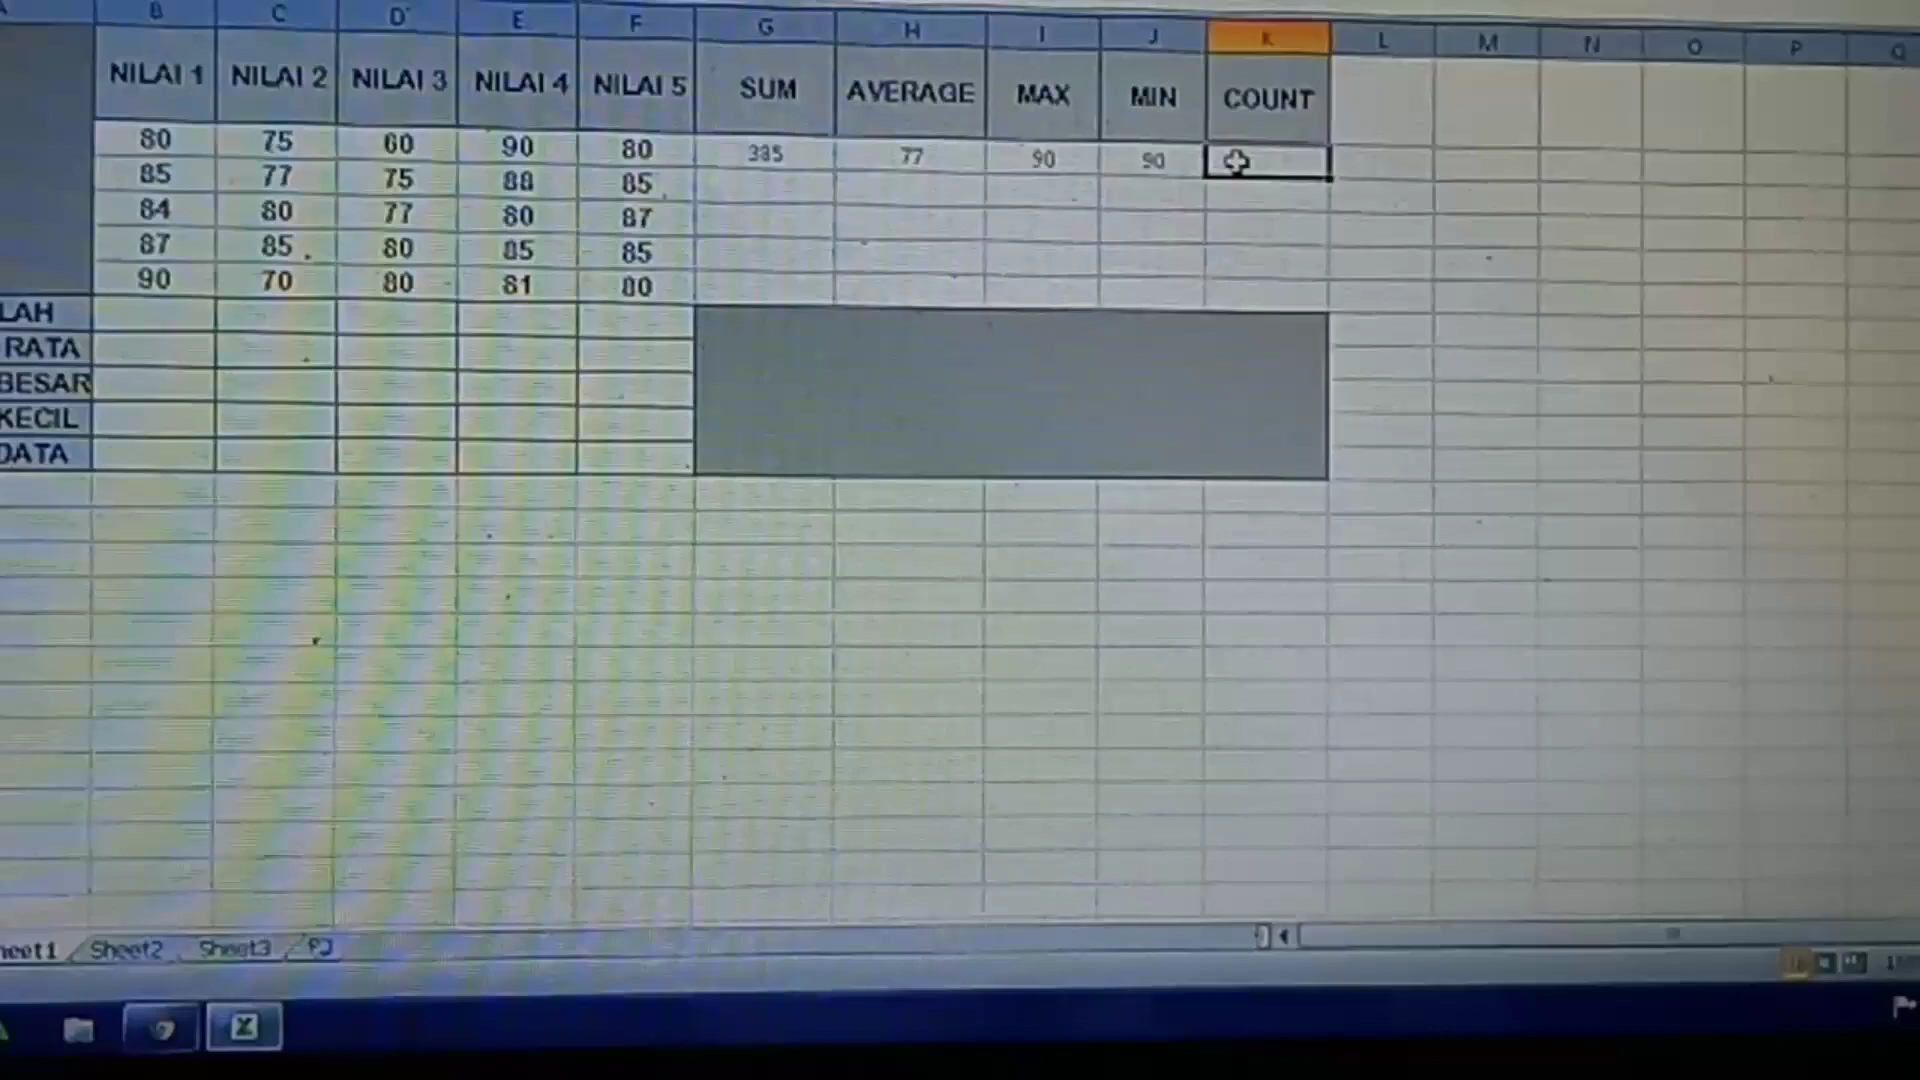 B C D E F G H I J K L M N O P Q
NILAI 1 NILAI 2 NILAI 3 NILAI 4 NILAI 5 SUM AVERAGE MAX MIN COUNT
80 75 60 90 80 385 77 90 90
85 77 75 88 85
84 80 77 80 87
87 85 80 85 85
90 70 80 81 80
LAH
RATA
BESAR
KECIL
DATA
heet1 Sheet2 Sheet3 PJ